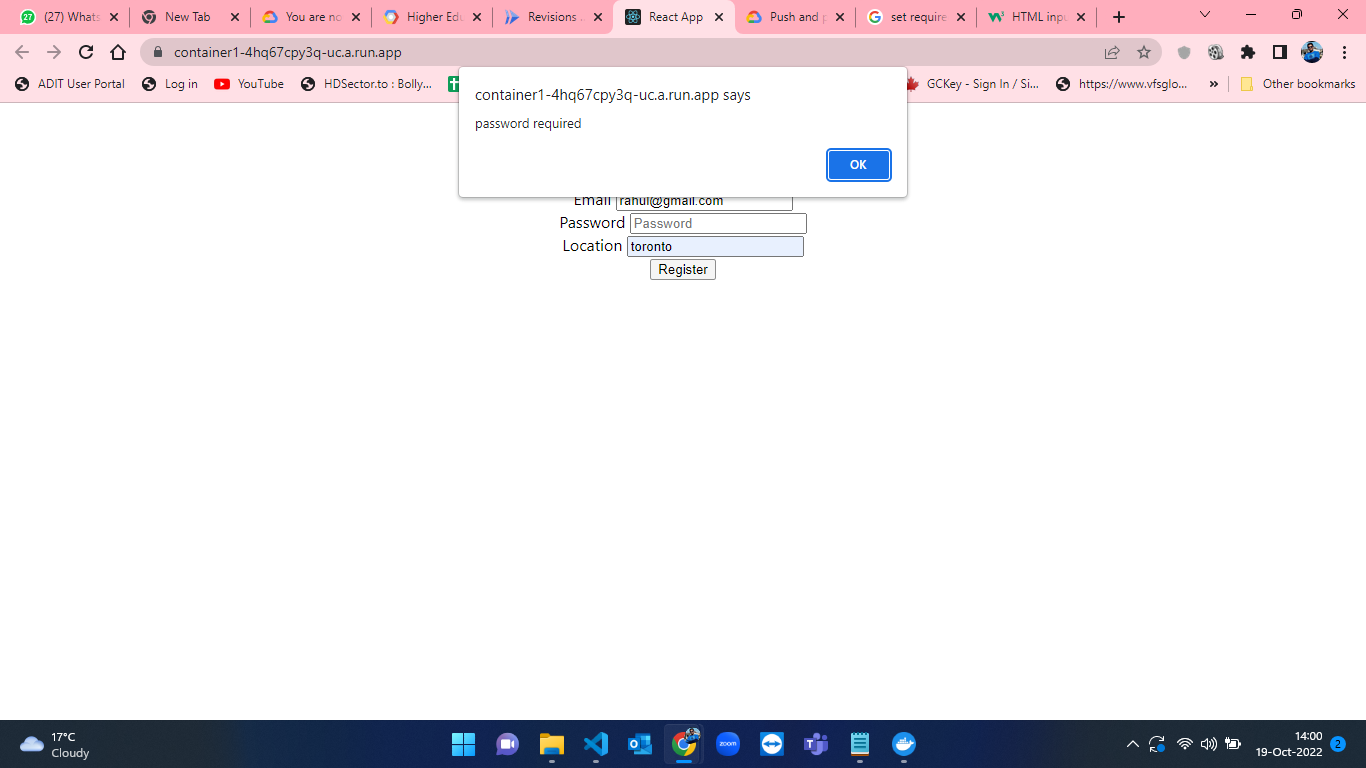 27 (27) Whats
New Tab
You are no
Higher Edu
Revisions
React App
Push and p
set require
HTML inpu
container1-4hq67cpy3q-uc.a.run.app
ADIT User Portal
Log in
YouTube
HDSector.to : Bolly...
GCKey - Sign In / Si...
https://www.vfsglo...
»
Other bookmarks
container1-4hq67cpy3q-uc.a.run.app says
password required
OK
Email rahul@gmail.com
Password Password
Location toronto
Register
17°C
Cloudy
zoom
14:00
19-Oct-2022
2